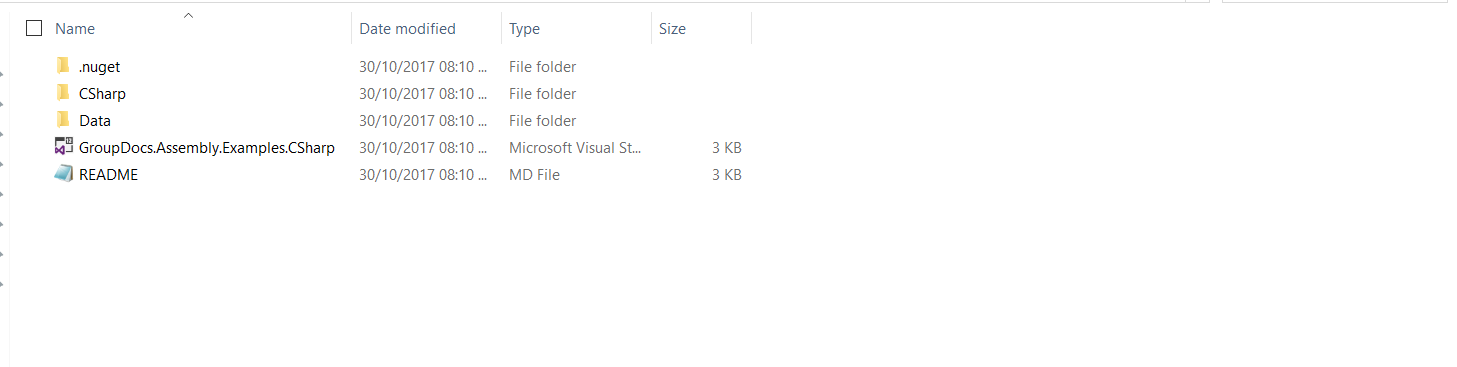 Name Date modified Type Size
.nuget 30/10/2017 08:10 ... File folder
CSharp 30/10/2017 08:10 ... File folder
Data 30/10/2017 08:10 ... File folder
GroupDocs.Assembly.Examples.CSharp 30/10/2017 08:10 ... Microsoft Visual St... 3 KB
README 30/10/2017 08:10 ... MD File 3 KB